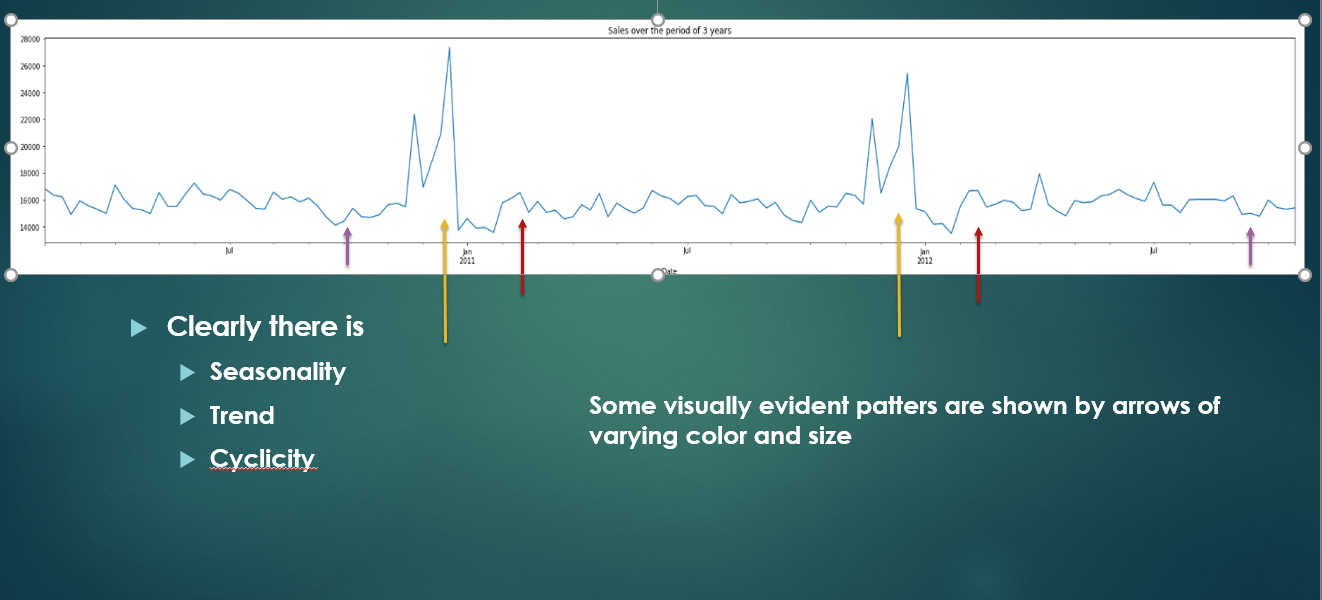 Sales over the period of 3 years
28000
26000
24000
22000
20000
18000
16000
14000
Jul
Jan
2011
Jul
Jan
2012
Jul
Date
Clearly there is
Seasonality
Trend
Cyclicity
Some visually evident patters are shown by arrows of
varying color and size